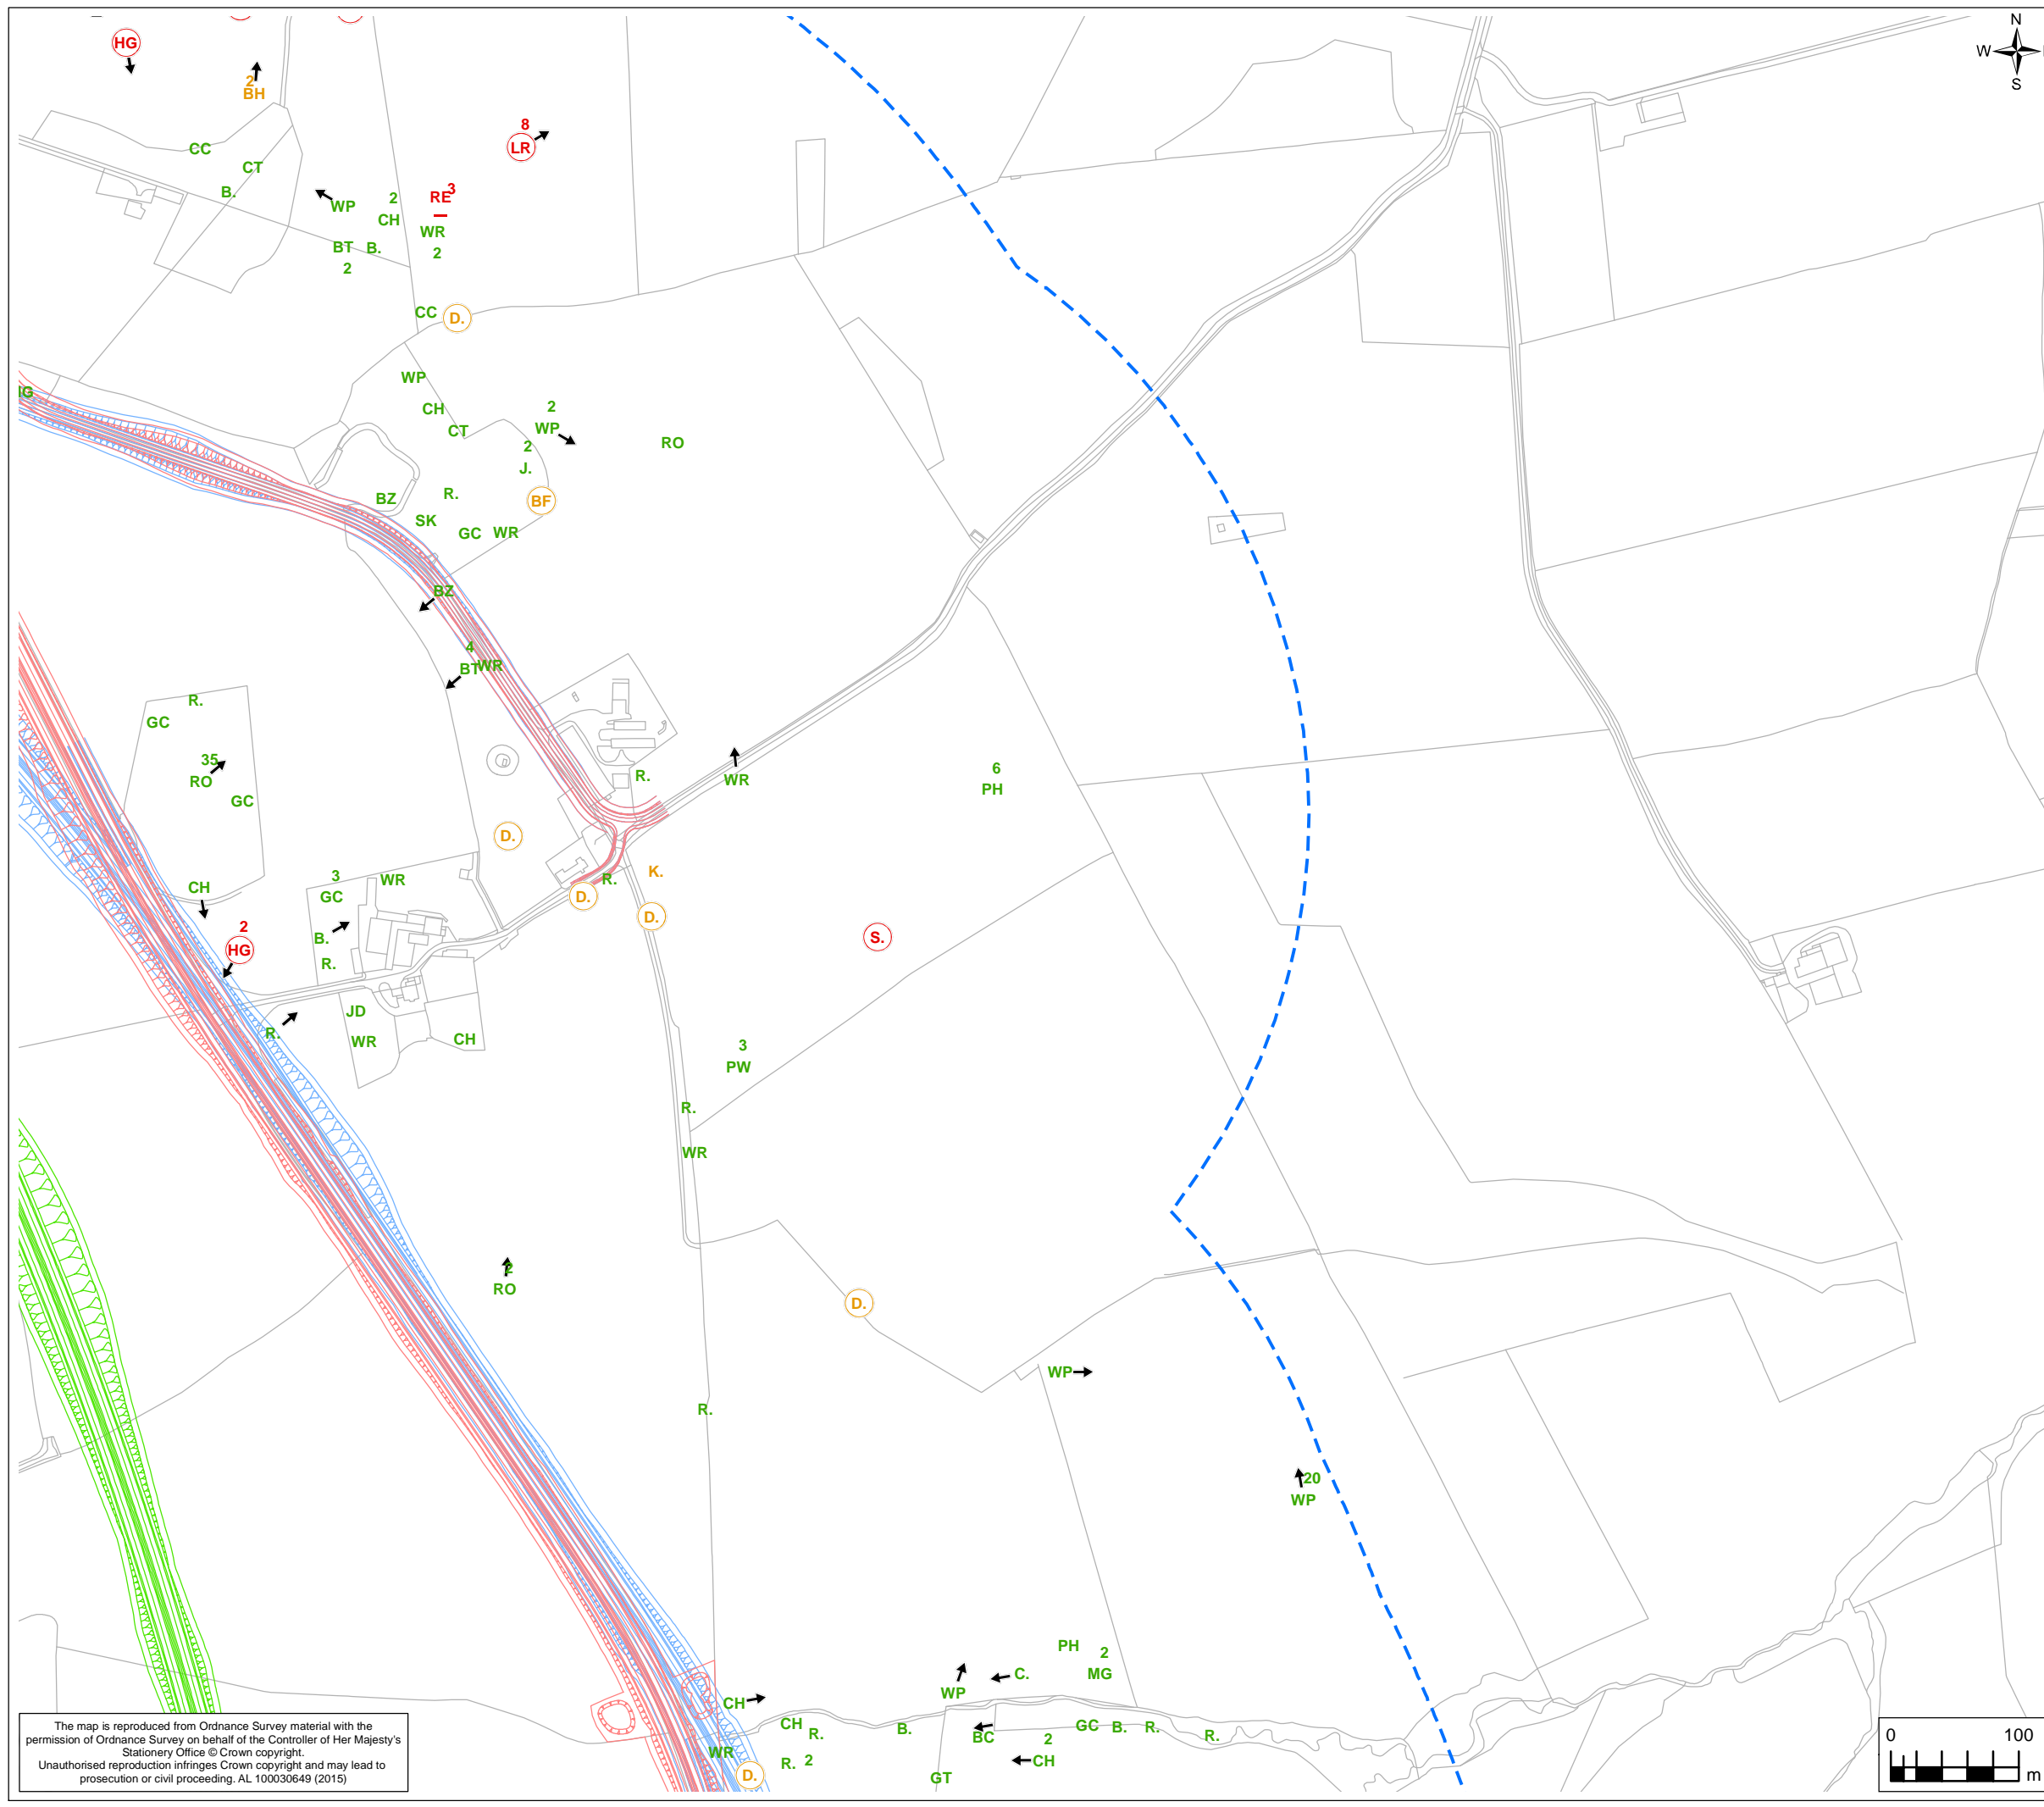 N
W
S
HG
2
BH
8
LR
CC
CT
B.
WP
2
CH
RE 3
WR
2
BT
B.
2
CC
D.
WP
CH
CT
2
WP
2
J.
RO
BZ
R.
SK
BF
GC
WR
BZ
4
BT WR
R.
GC
35
RO
GC
R.
WR
6
PH
D.
CH
3
GC
WR
R.
K.
D.
D.
2
HG
B.
R.
S.
JD
R.
WR
CH
3
PW
R.
WR
2
RO
D.
WP
R.
20
WP
PH
2
MG
C.
WP
CH
CH
R.
B.
BC
GC
B.
R.
R.
2
CH
WR
R. 2
D.
GT
The map is reproduced from Ordnance Survey material with the
permission of Ordnance Survey on behalf of the Controller of Her Majesty's
Stationery Office © Crown copyright.
Unauthorised reproduction infringes Crown copyright and may lead to
prosecution or civil proceeding. AL 100030649 (2015)
0 100
m